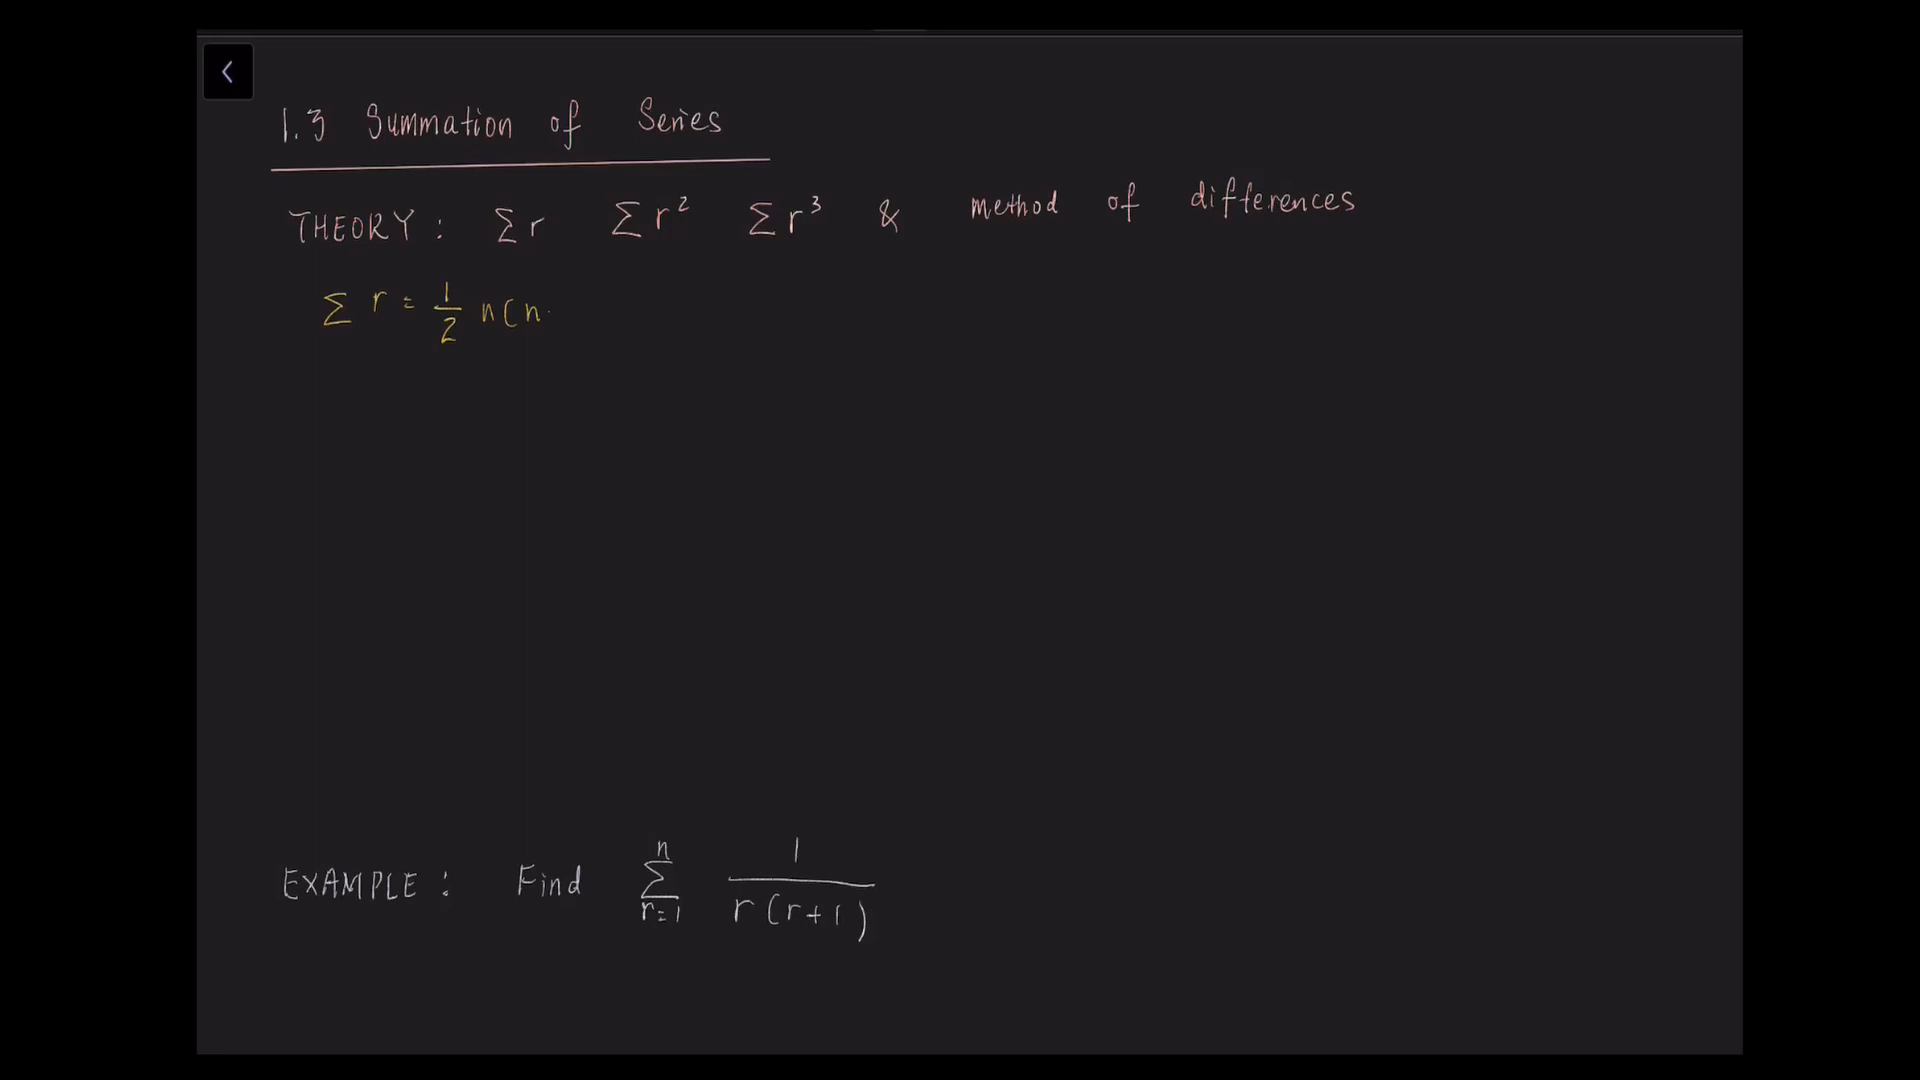 1.3 Summation of Series
THEORY : Σr Σr² Σr³ & method of differences
Σ r = 1/2 n(n
EXAMPLE : Find n Σ r=1 1/r(r+1)